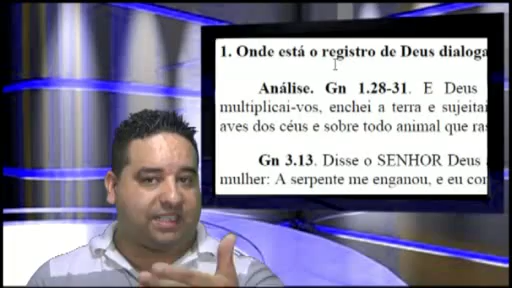 1. Onde está o registro de Deus dialoga
Análise. Gn 1.28-31. E Deus
multiplicai-vos, enchei a terra e sujeita
aves dos céus e sobre todo animal que ras
Gn 3.13. Disse o SENHOR Deus
mulher: A serpente me enganou, e eu con